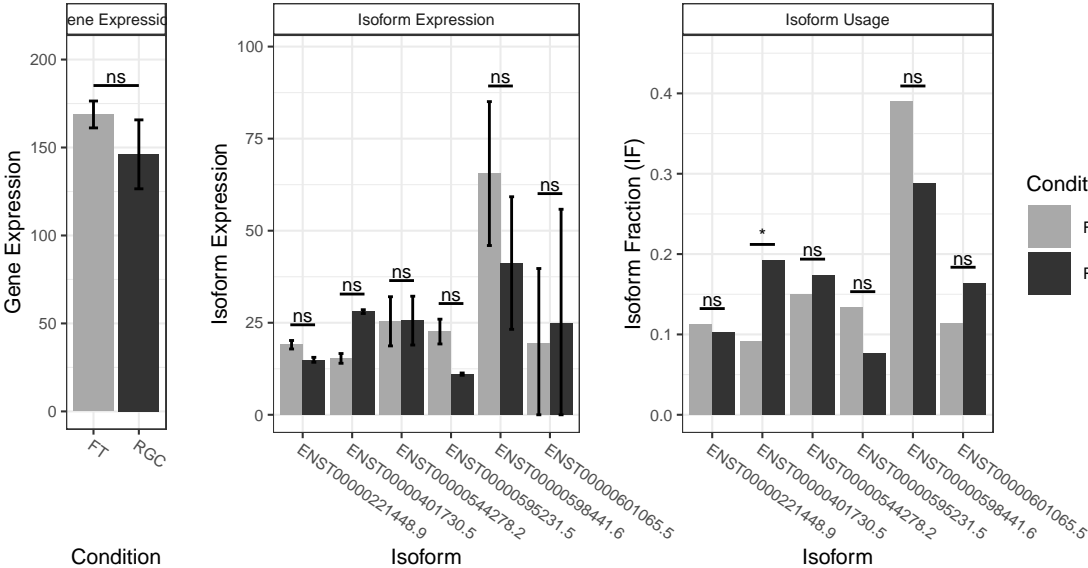 ene Expressio
Gene Expression
200
150
100
50
0
ns
FT
RGC
Condition
Isoform Expression
Isoform Expression
100
75
50
25
0
ns
ns
ns
ns
ns
ns
ENST00000221448.9
ENST00000401730.5
ENST00000544278.2
ENST00000595231.5
ENST00000598441.6
ENST00000601065.5
Isoform
Isoform Usage
Isoform Fraction (IF)
0.4
0.3
0.2
0.1
0.0
ns
*
ns
ns
ns
ns
ENST00000221448.9
ENST00000401730.5
ENST00000544278.2
ENST00000595231.5
ENST00000598441.6
ENST00000601065.5
Isoform
Condit